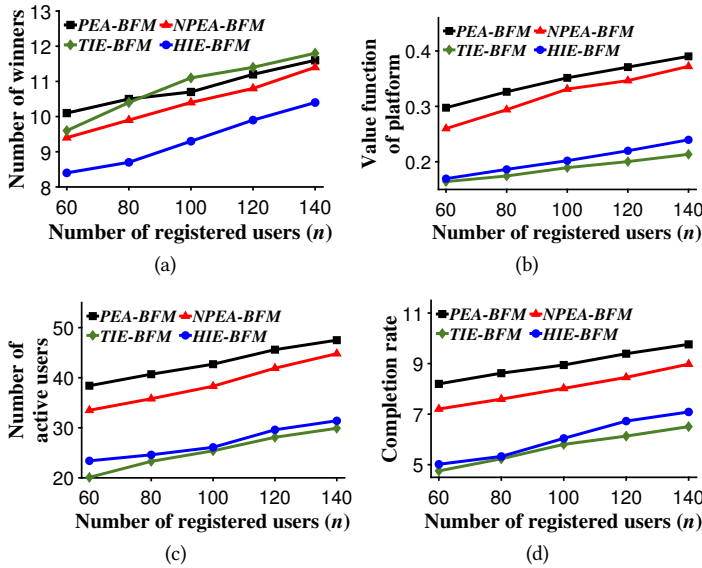 PEA-BFM NPEA-BFM
TIE-BFM HIE-BFM
Number of winners
13
12
11
10
9
8
60 80 100 120 140
Number of registered users (n)
(a)
PEA-BFM NPEA-BFM
TIE-BFM HIE-BFM
Value function
of platform
0.4
0.3
0.2
60 80 100 120 140
Number of registered users (n)
(b)
PEA-BFM NPEA-BFM
TIE-BFM HIE-BFM
Number of
active users
50
40
30
20
60 80 100 120 140
Number of registered users (n)
(c)
PEA-BFM NPEA-BFM
TIE-BFM HIE-BFM
Completion rate
11
9
7
5
60 80 100 120 140
Number of registered users (n)
(d)